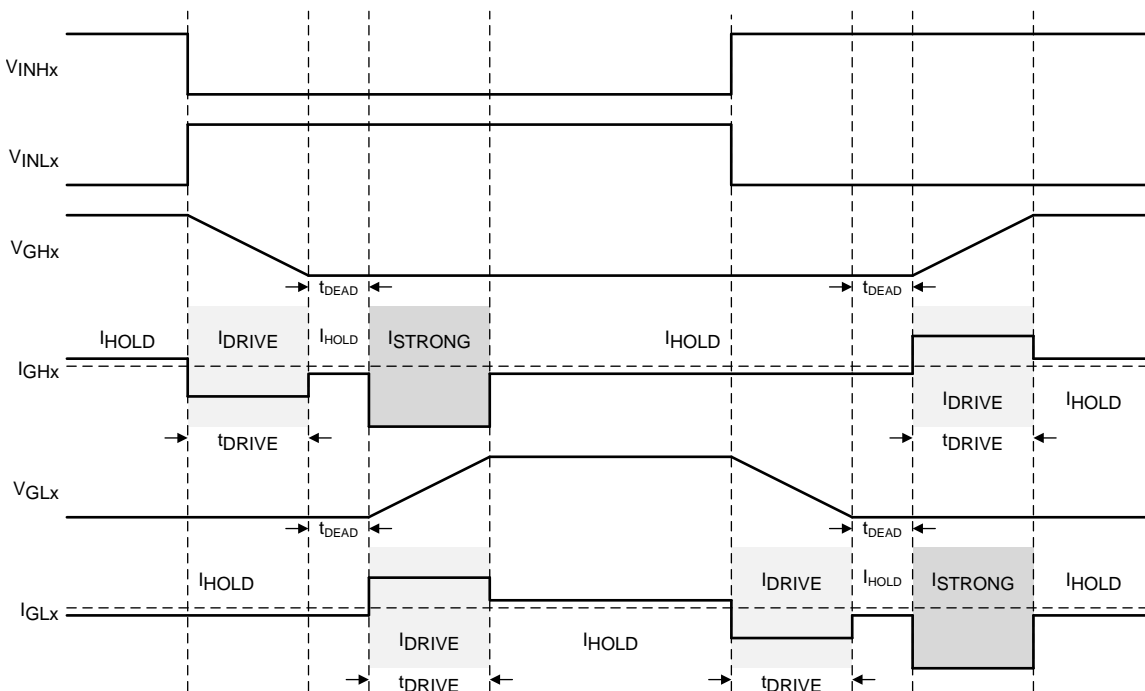 VINHx
VINLx
VGHx
tDEAD tDEAD
IHOLD IDRIVE IHOLD ISTRONG IHOLD
IGHx
IDRIVE IHOLD
tDRIVE tDRIVE
VGLx
tDEAD tDEAD
IHOLD IDRIVE IHOLD ISTRONG IHOLD
IGLx
IDRIVE IHOLD
tDRIVE tDRIVE